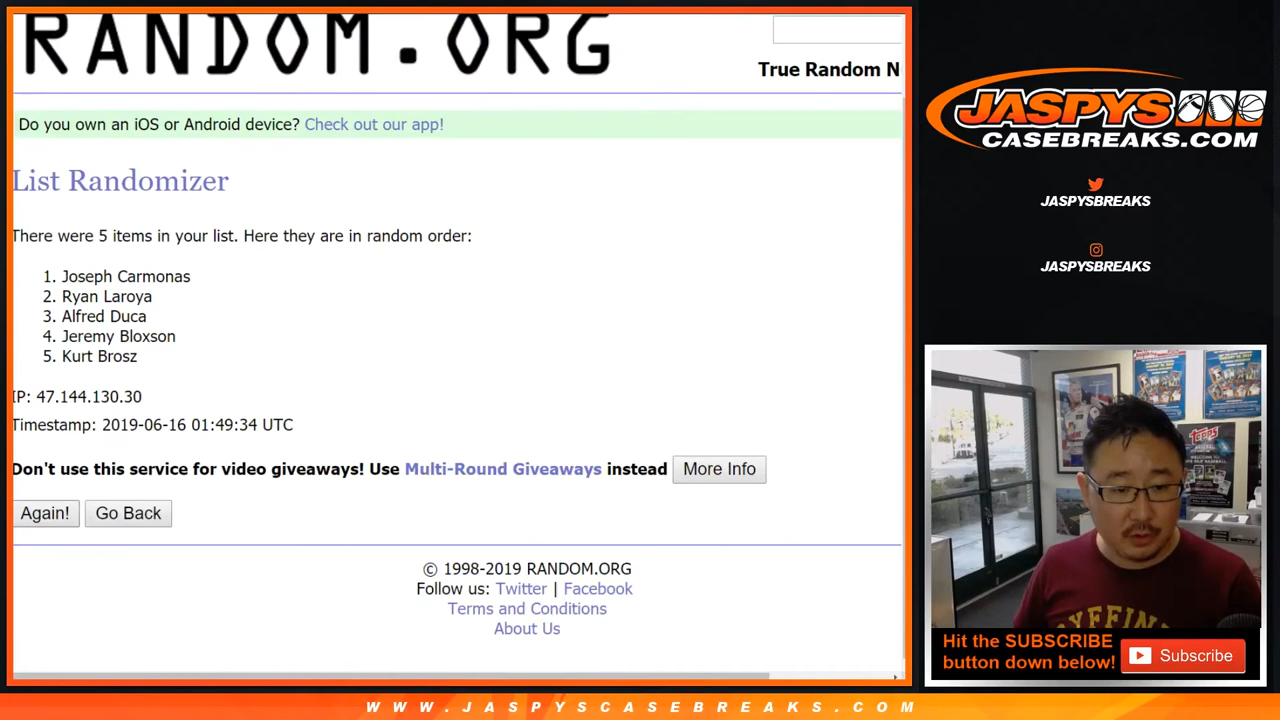 RANDOM.ORG
True Random N
Do you own an iOS or Android device? Check out our app!
List Randomizer
There were 5 items in your list. Here they are in random order:
1. Joseph Carmonas
2. Ryan Laroya
3. Alfred Duca
4. Jeremy Bloxson
5. Kurt Brosz
IP: 47.144.130.30
Timestamp: 2019-06-16 01:49:34 UTC
Don't use this service for video giveaways! Use Multi-Round Giveaways instead More Info
Again! Go Back
© 1998-2019 RANDOM.ORG
Follow us: Twitter | Facebook
Terms and Conditions
About Us
JASPYS
CASEBREAKS.COM
JASPYSBREAKS
JASPYSBREAKS
topps
Hit the SUBSCRIBE
button down below!
Subscribe
WWW.JASPYSCASEBREAKS.COM